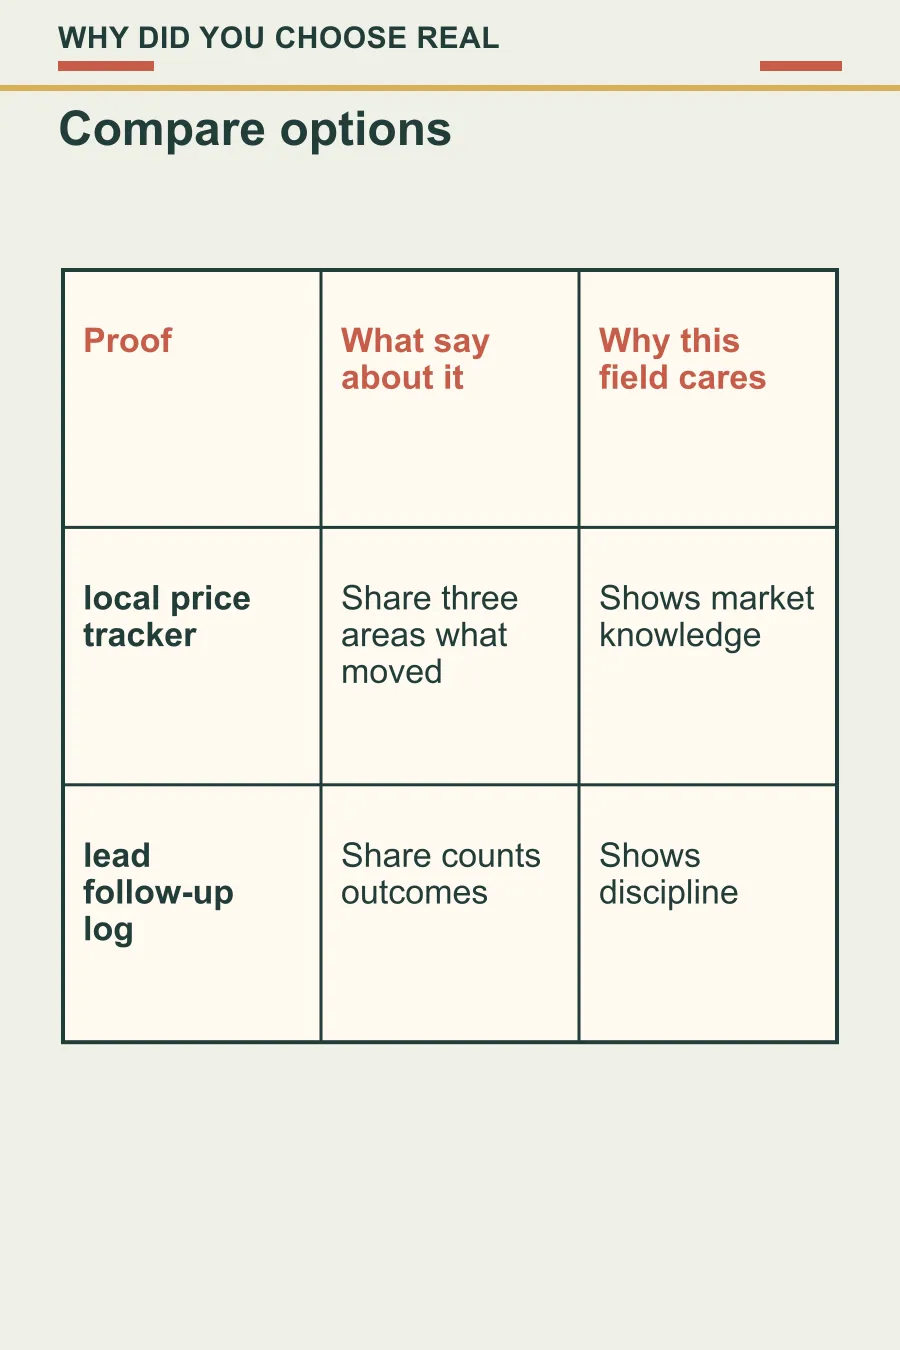 WHY DID YOU CHOOSE REAL
Compare options
Proof
What say
about it
Why this
field cares
local price
tracker
Share three
areas what
moved
Shows market
knowledge
lead
follow-up
log
Share counts
outcomes
Shows
discipline